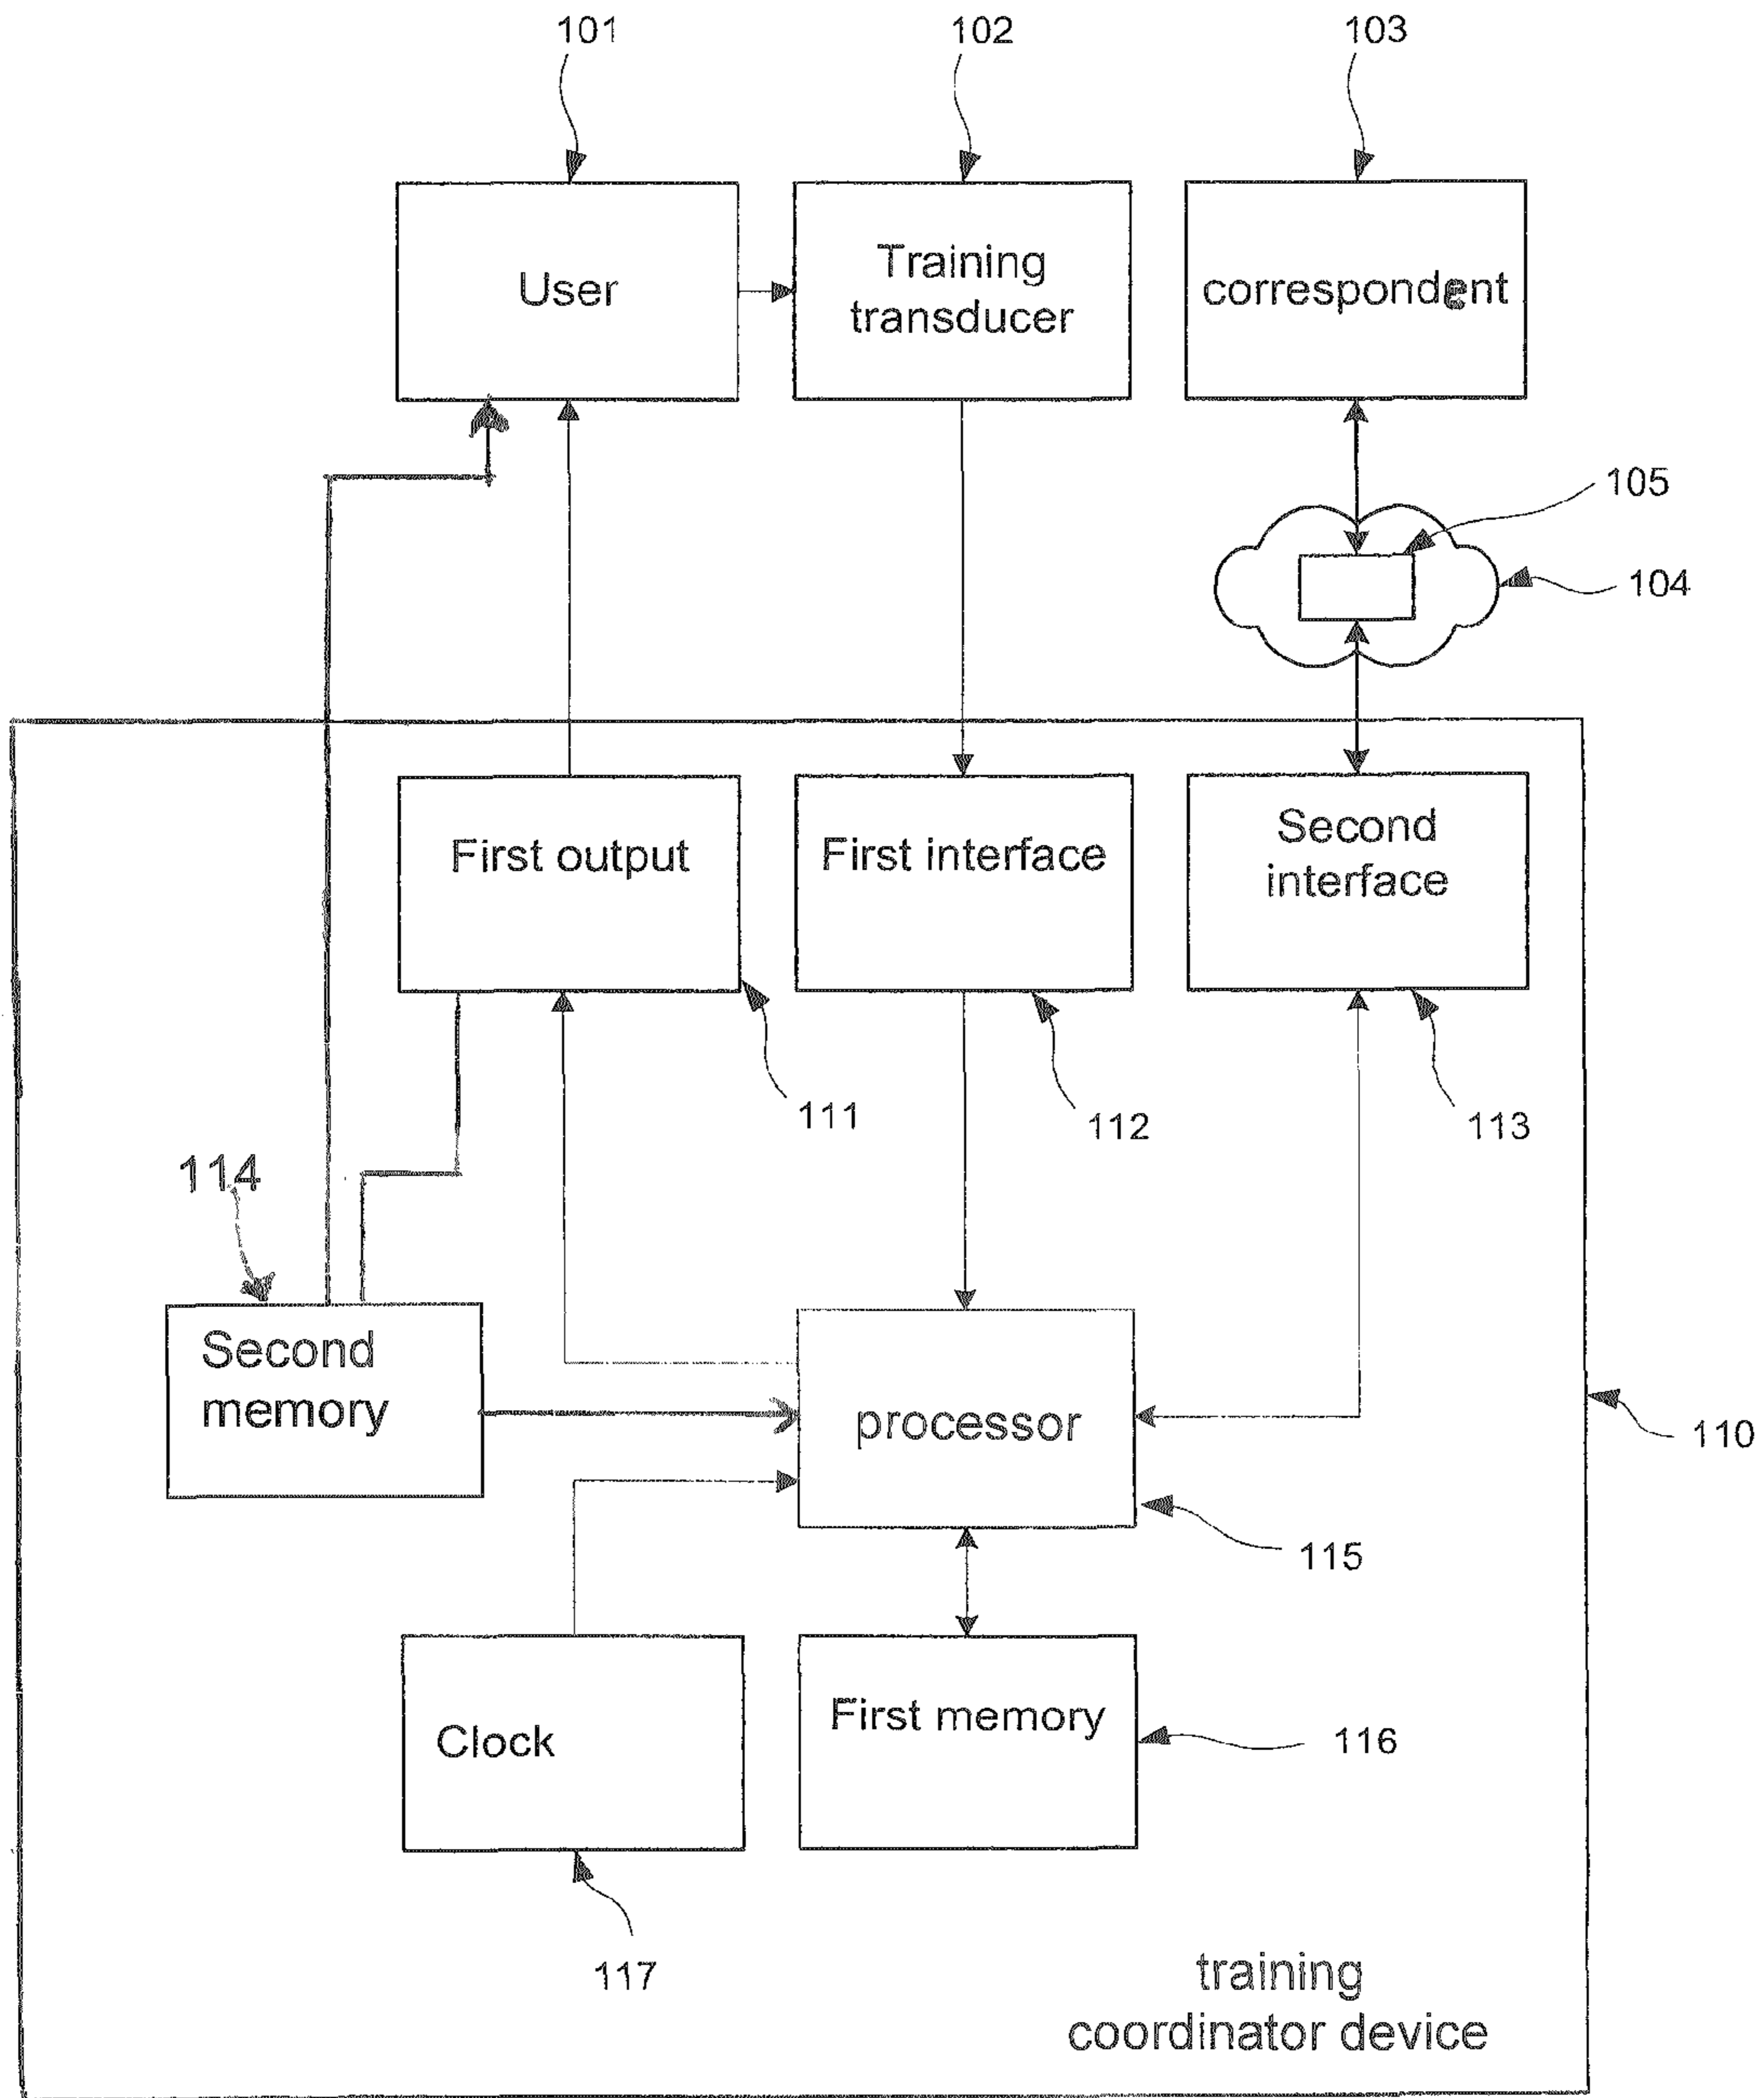 101
102
103
User
Training
transducer
correspondent
105
104
First output
First interface
Second
interface
111
112
113
114
Second
memory
processor
110
115
Clock
First memory
116
117
training
coordinator device